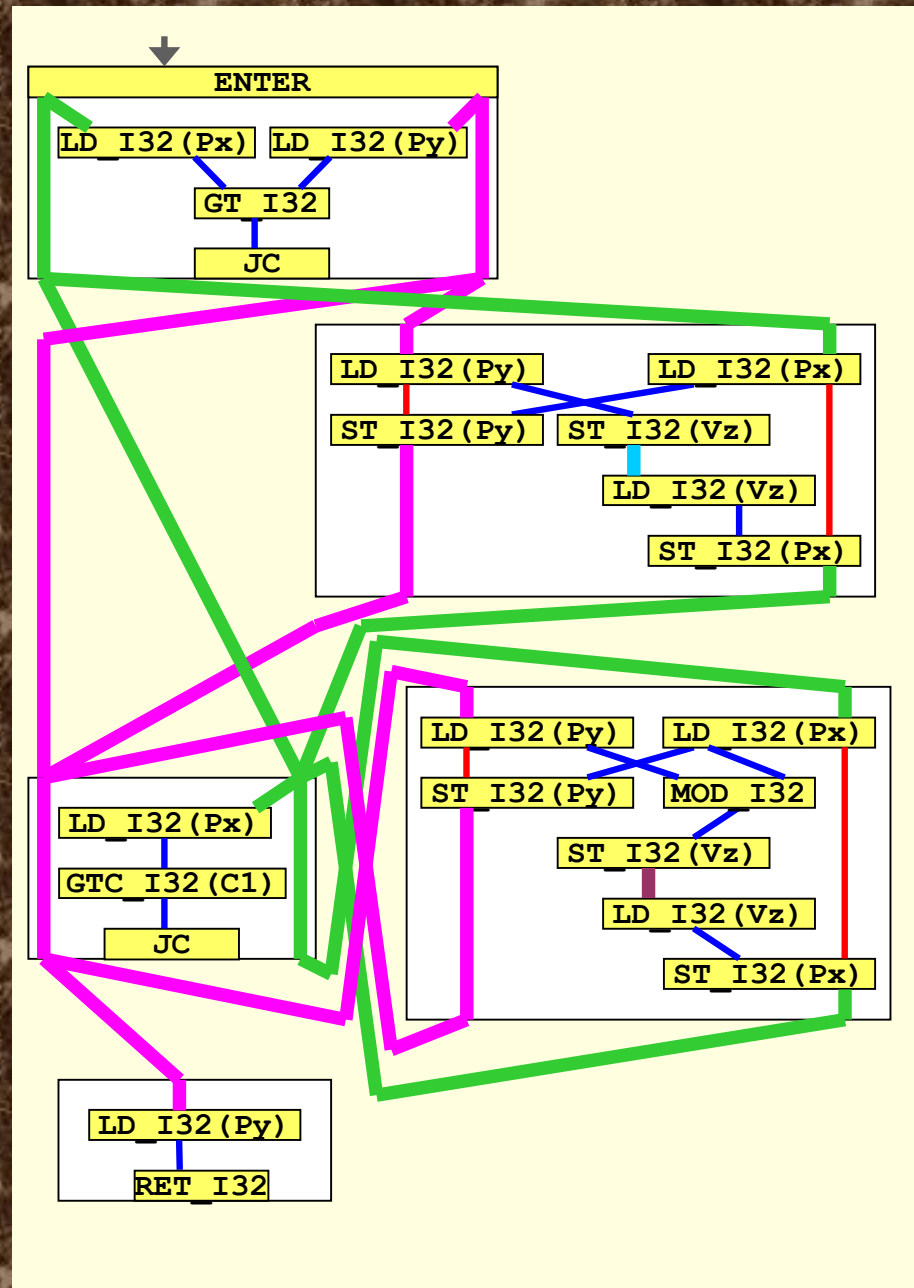 ENTER
LD_I32(Px) LD_I32(Py)
GT_I32
JC
LD_I32(Py) LD_I32(Px)
ST_I32(Py) ST_I32(Vz)
LD_I32(Vz)
ST_I32(Px)
LD_I32(Py) LD_I32(Px)
ST_I32(Py) MOD_I32
ST_I32(Vz)
LD_I32(Vz)
ST_I32(Px)
LD_I32(Px)
GTC_I32(C1)
JC
LD_I32(Py)
RET_I32